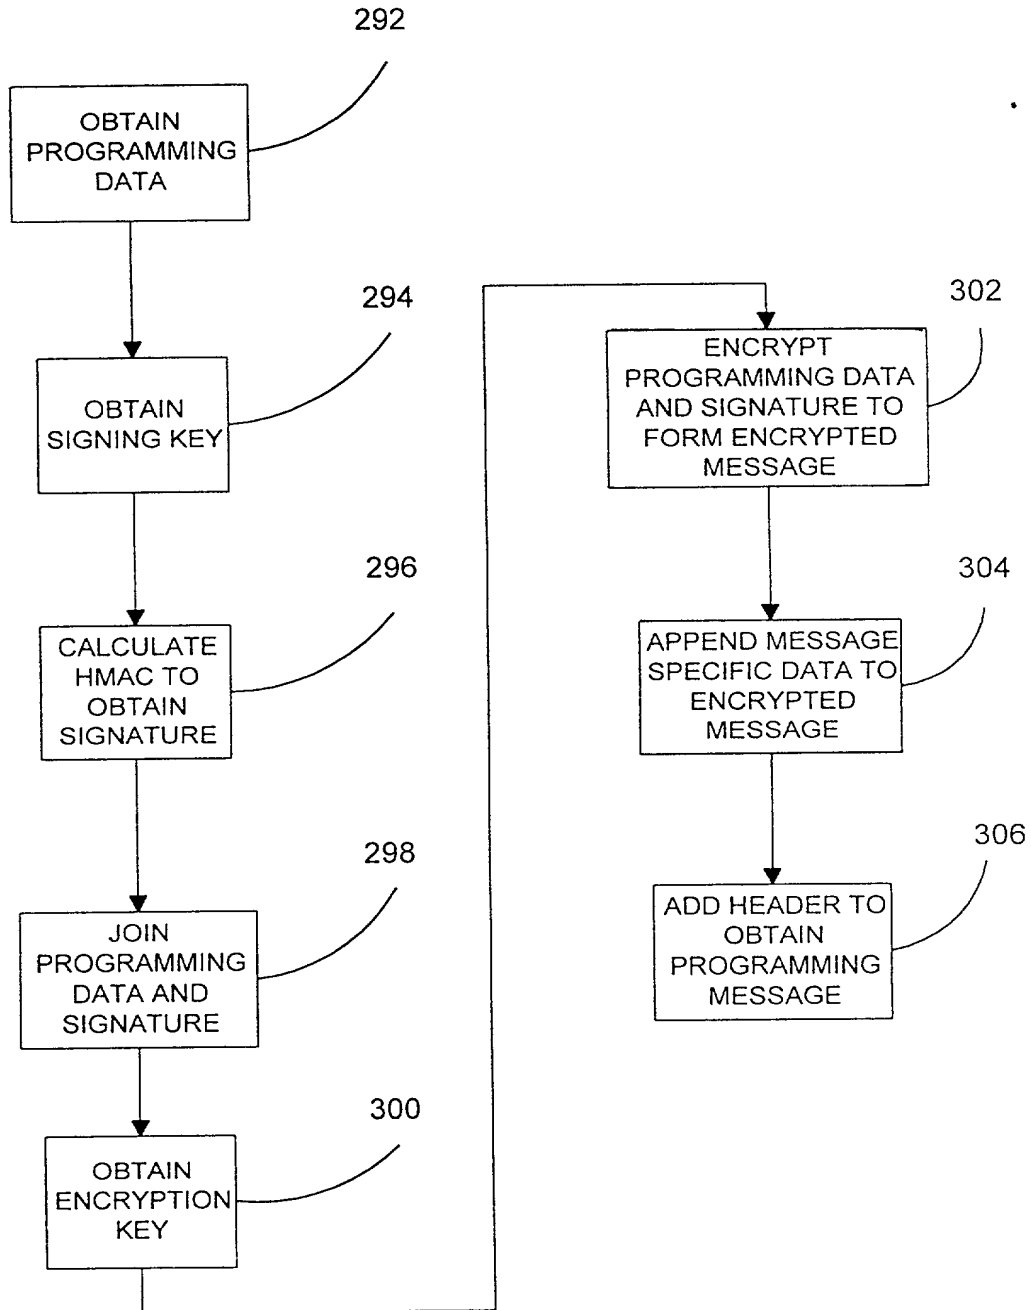 292
OBTAIN
PROGRAMMING
DATA
294
OBTAIN
SIGNING KEY
296
CALCULATE
HMAC TO
OBTAIN
SIGNATURE
298
JOIN
PROGRAMMING
DATA AND
SIGNATURE
300
OBTAIN
ENCRYPTION
KEY
302
ENCRYPT
PROGRAMMING DATA
AND SIGNATURE TO
FORM ENCRYPTED
MESSAGE
304
APPEND MESSAGE
SPECIFIC DATA TO
ENCRYPTED
MESSAGE
306
ADD HEADER TO
OBTAIN
PROGRAMMING
MESSAGE